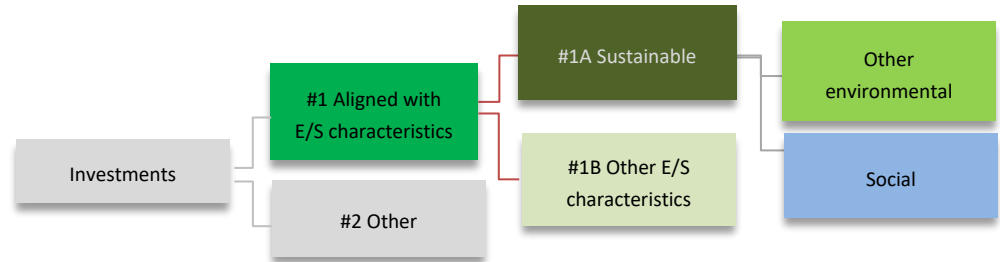 Investments
#1 Aligned with
E/S characteristics
#2 Other
#1A Sustainable
#1B Other E/S
characteristics
Other
environmental
Social